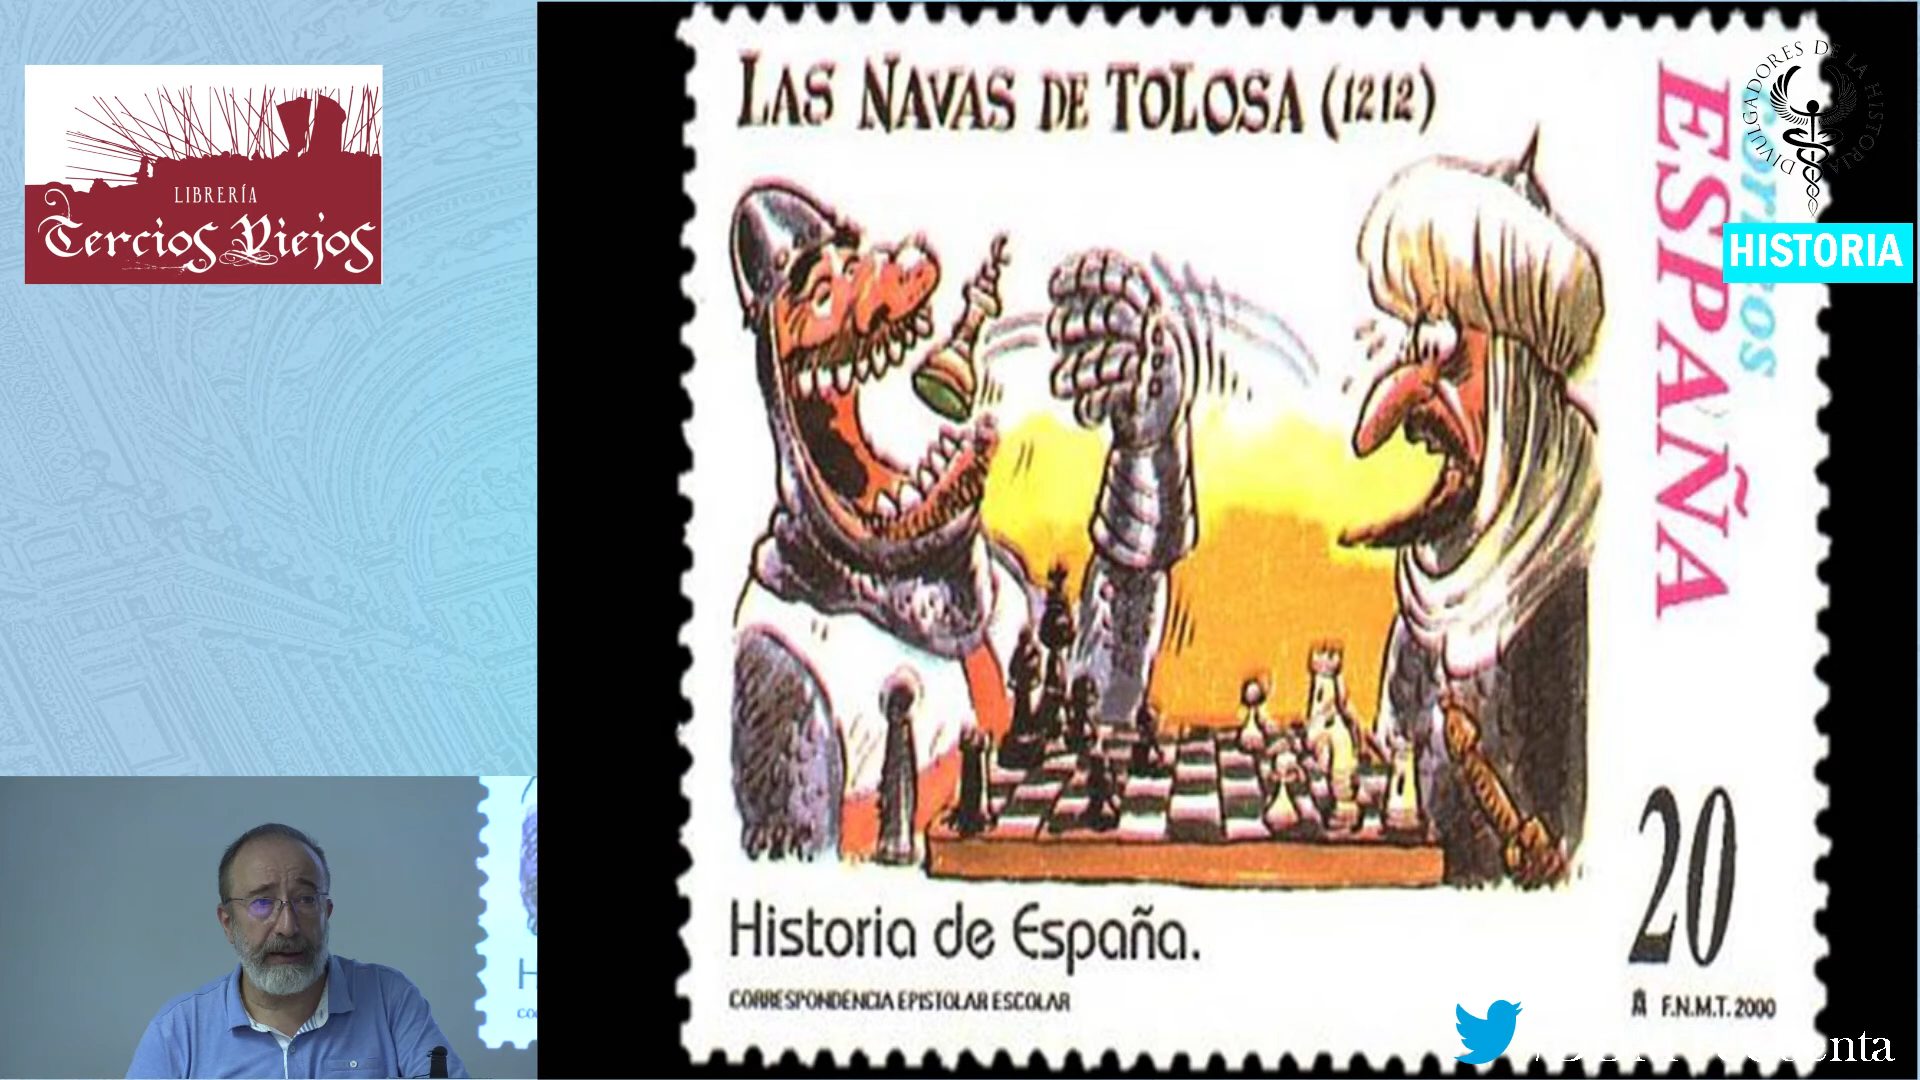 LIBRERÍA
Tercios Viejos
LAS NAVAS DE TOLOSA (1212)
ESPAÑA
DIVULGADORES DE LA HISTORIA
HISTORIA
20
Historia de España.
CORRESPONDENCIA EPISTOLAR ESCOLAR
F.N.M.T. 2000